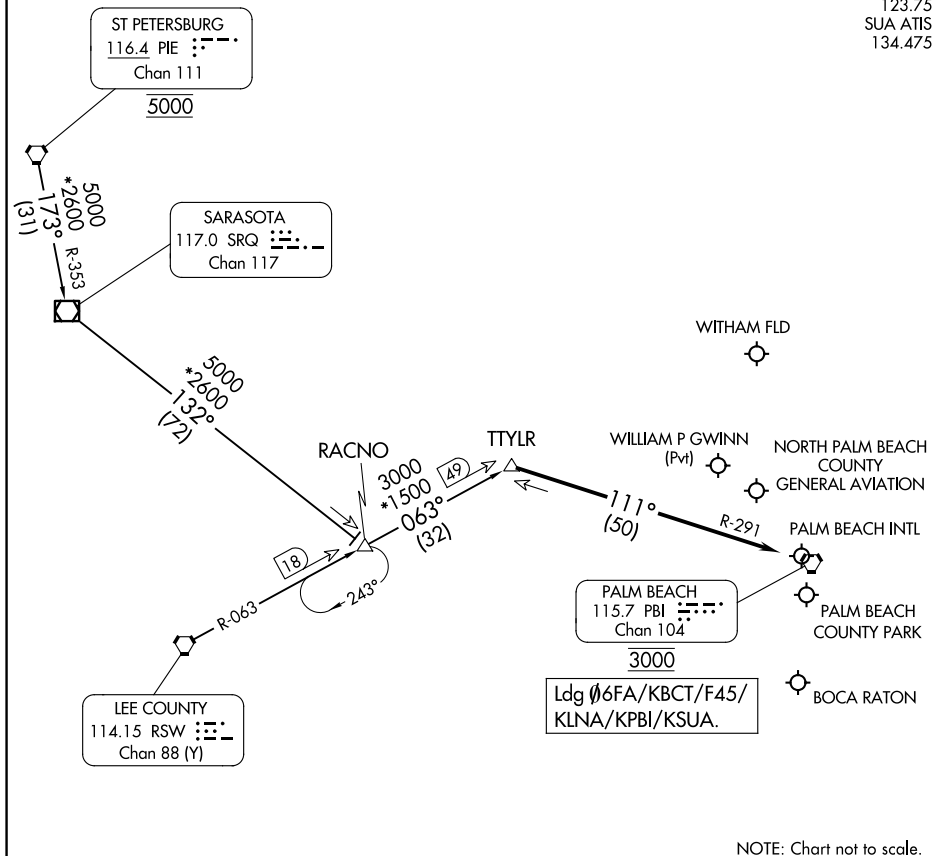 123.75
SUA ATIS
134.475
ST PETERSBURG
116.4 PIE
Chan 111
5000
5000
*2600
173°
(31)
R-353
SARASOTA
117.0 SRQ
Chan 117
5000
*2600
132°
(72)
WITHAM FLD
RACNO
TTYLR
WILLIAM P GWINN
(Pvt)
NORTH PALM BEACH
COUNTY
GENERAL AVIATION
3000
*1500
063°
(32)
49
111°
(50)
R-291
PALM BEACH INTL
18
243°
R-063
PALM BEACH
115.7 PBI
Chan 104
3000
PALM BEACH
COUNTY PARK
Ldg Ø6FA/KBCT/F45/
KLNA/KPBI/KSUA.
BOCA RATON
LEE COUNTY
114.15 RSW
Chan 88 (Y)
NOTE: Chart not to scale.